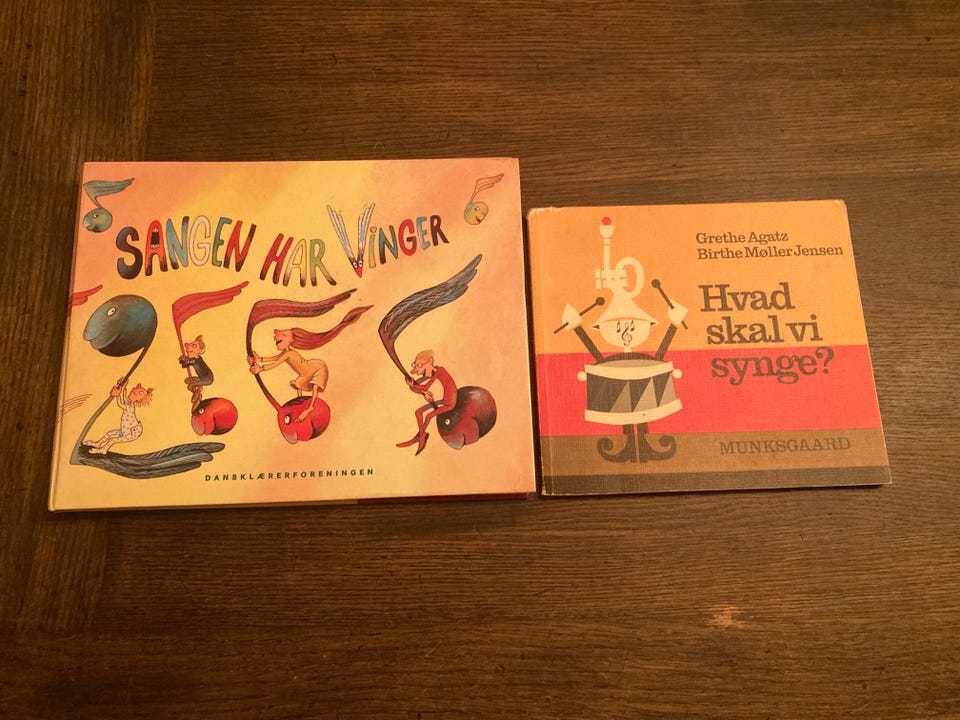 SANGEN HAR VINGER
DANSKLÆRERFORENINGEN
Grethe Agatz
Birthe Møller Jensen
Hvad
skal vi
synge?
MUNKSGAARD